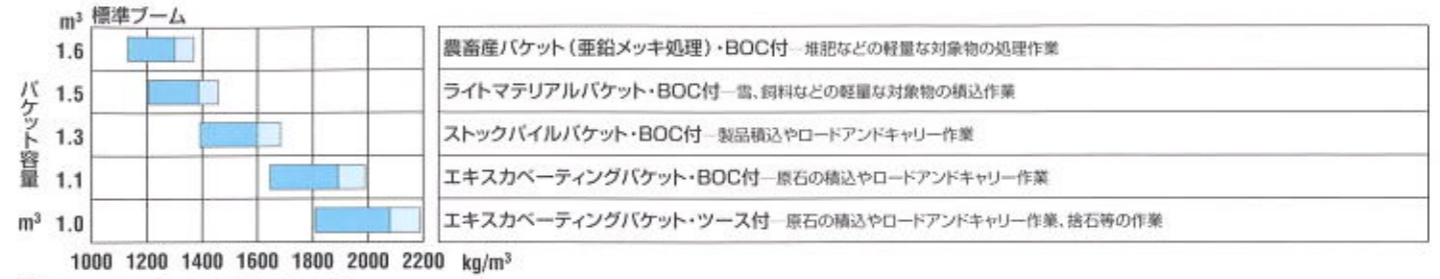 m³ 標準ブーム
バケット容量
1.6 農畜産バケット(亜鉛メッキ処理)・BOC付—堆肥などの軽量な対象物の処理作業
1.5 ライトマテリアルバケット・BOC付—雪、飼料などの軽量な対象物の積込作業
1.3 ストックパイルバケット・BOC付—製品積込やロードアンドキャリー作業
1.1 エキスカベーティングバケット・BOC付—原石の積込やロードアンドキャリー作業
m³ 1.0 エキスカベーティングバケット・ツース付—原石の積込やロードアンドキャリー作業、捨石等の作業
1000 1200 1400 1600 1800 2000 2200 kg/m³